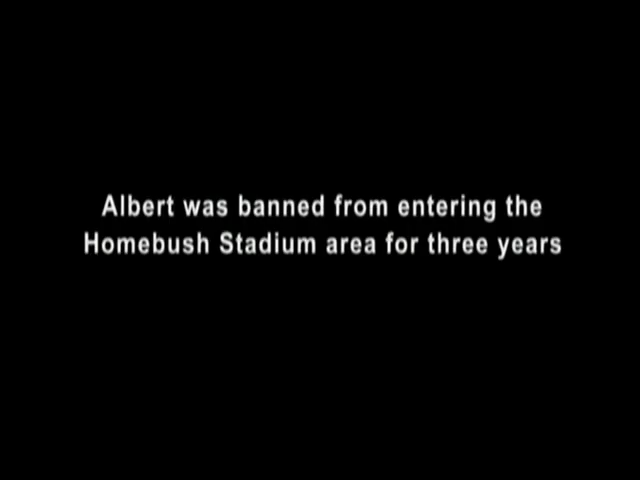 Albert was banned from entering the
Homebush Stadium area for three years